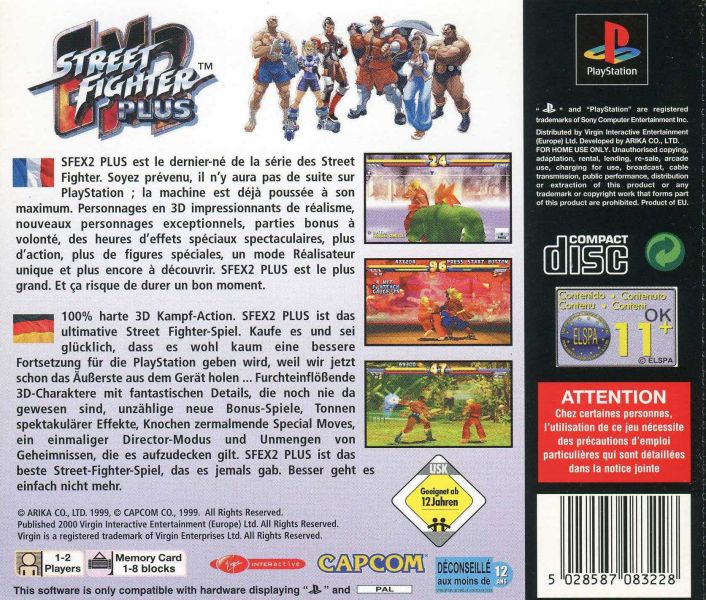 STREET
FIGHTER
EX2
PLUS
TM
SFEX2 PLUS est le dernier-né de la série des Street
Fighter. Soyez prévenu, il n'y aura pas de suite sur
PlayStation ; la machine est déjà poussée à son
maximum. Personnages en 3D impressionnants de réalisme,
nouveaux personnages exceptionnels, parties bonus à
volonté, des heures d'effets spéciaux spectaculaires, plus
d'action, plus de figures spéciales, un mode Réalisateur
unique et plus encore à découvrir. SFEX2 PLUS est le plus
grand. Et ça risque de durer un bon moment.
100% harte 3D Kampf-Action. SFEX2 PLUS ist das
ultimative Street Fighter-Spiel. Kaufe es und sei
glücklich, dass es wohl kaum eine bessere
Fortsetzung für die PlayStation geben wird, weil wir jetzt
schon das Äußerste aus dem Gerät holen ... Furchteinflößende
3D-Charaktere mit fantastischen Details, die noch nie da
gewesen sind, unzählige neue Bonus-Spiele, Tonnen
spektakulärer Effekte, Knochen zermalmende Special Moves,
ein einmaliger Director-Modus und Unmengen von
Geheimnissen, die es aufzudecken gilt. SFEX2 PLUS ist das
beste Street-Fighter-Spiel, das es jemals gab. Besser geht es
einfach nicht mehr.
24
96
PRESS START BUTTON
47
USK
Geeignet ab
12 Jahren
© ARIKA CO., LTD. 1999, © CAPCOM CO., 1999. All Rights Reserved.
Published 2000 Virgin Interactive Entertainment (Europe) Ltd. All Rights Reserved.
Virgin is a registered trademark of Virgin Enterprises Ltd. All Rights Reserved.
1-2
Players
Memory Card
1-8 blocks
Virgin INTERactive
CAPCOM
DÉCONSEILLÉ
aux moins de
12
ANS
This software is only compatible with hardware displaying "PS" and PAL
PlayStation
"PS" and "PlayStation" are registered
trademarks of Sony Computer Entertainment Inc.
Distributed by Virgin Interactive Entertainment
(Europe) Ltd. Developed by ARIKA CO., LTD.
FOR HOME USE ONLY. Unauthorised copying,
adaptation, rental, lending, re-sale, arcade
use, charging for use, broadcast, cable
transmission, public performance, distribution
or extraction of this product or any
trademark or copyright work that forms part
of this product are prohibited. Product of EU.
COMPACT
disc
Contenido • Contenuto
Contenu • Content
ELSPA
OK
11+
© ELSPA
ATTENTION
Chez certaines personnes,
l'utilisation de ce jeu nécessite
des précautions d'emploi
particulières qui sont détaillées
dans la notice jointe
5 028587 083228